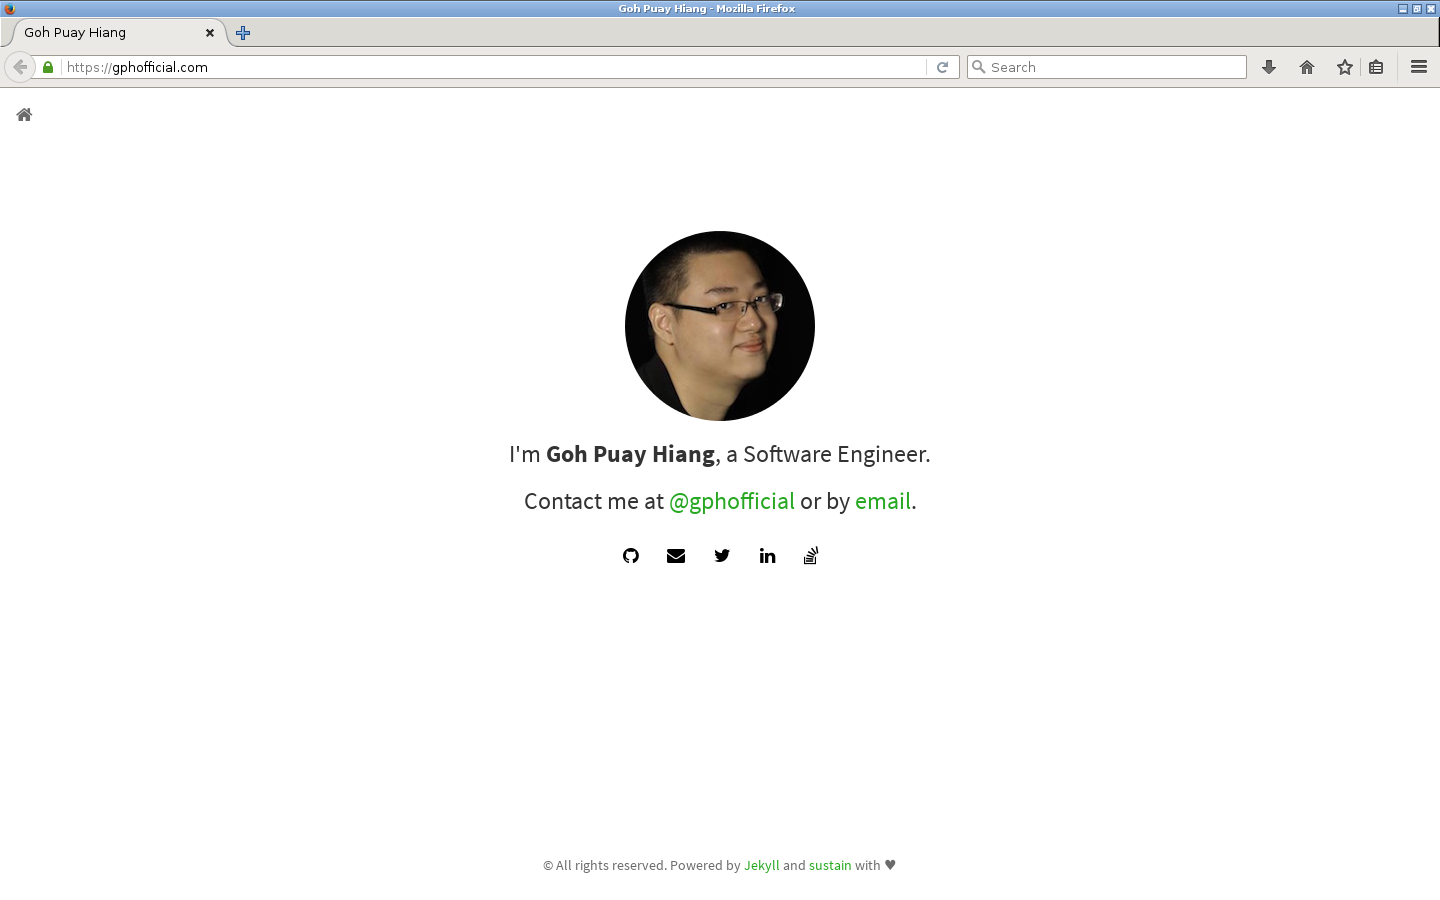 Goh Puay Hiang - Mozilla Firefox
Goh Puay Hiang
https://gphofficial.com
Search
I'm Goh Puay Hiang, a Software Engineer.
Contact me at @gphofficial or by email.
© All rights reserved. Powered by Jekyll and sustain with ♥